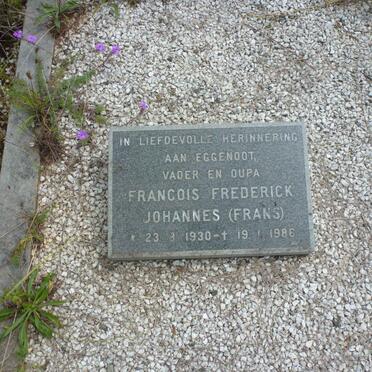 IN LIEFDEVOLLE HERINNERING
AAN EGGENOOT,
VADER EN OUPA
FRANCOIS FREDERICK
JOHANNES (FRANS)
* 23 3 1930 - † 19 1 1986